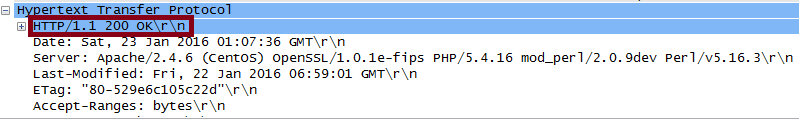 Hypertext Transfer Protocol
HTTP/1.1 200 OK\r\n
Date: Sat, 23 Jan 2016 01:07:36 GMT\r\n
Server: Apache/2.4.6 (CentOS) OpenSSL/1.0.1e-fips PHP/5.4.16 mod_perl/2.0.9dev Perl/v5.16.3\r\n
Last-Modified: Fri, 22 Jan 2016 06:59:01 GMT\r\n
ETag: "80-529e6c105c22d"\r\n
Accept-Ranges: bytes\r\n